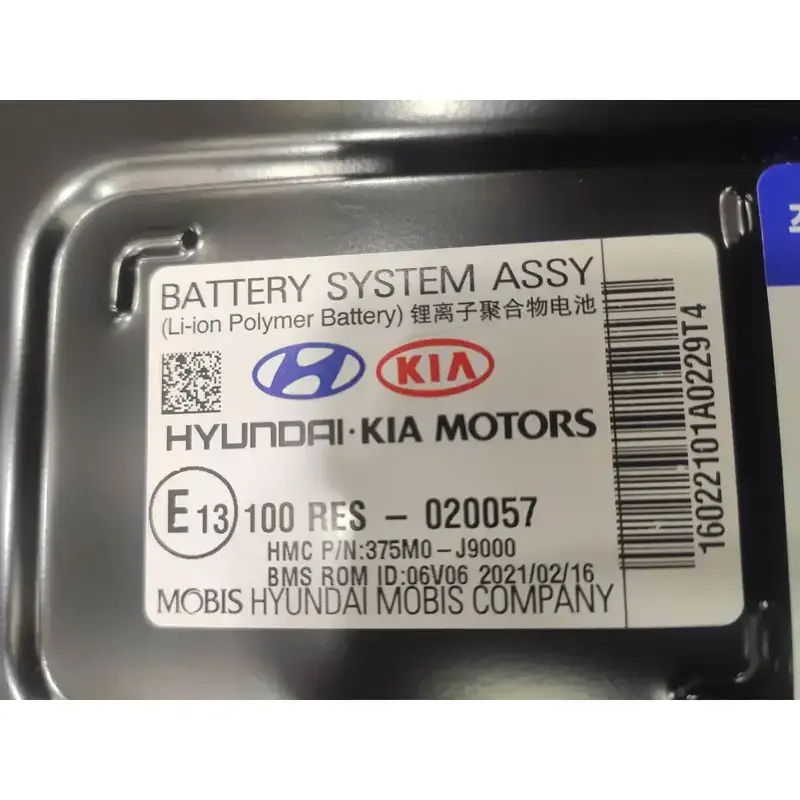 BATTERY SYSTEM ASSY
(Li-ion Polymer Battery) 锂离子聚合物电池
KIA
HYUNDAI·KIA MOTORS
E13 100 RES - 020057
HMC P/N:375M0-J9000
BMS ROM ID:06V06 2021/02/16
MOBIS HYUNDAI MOBIS COMPANY
16022101A0229T4